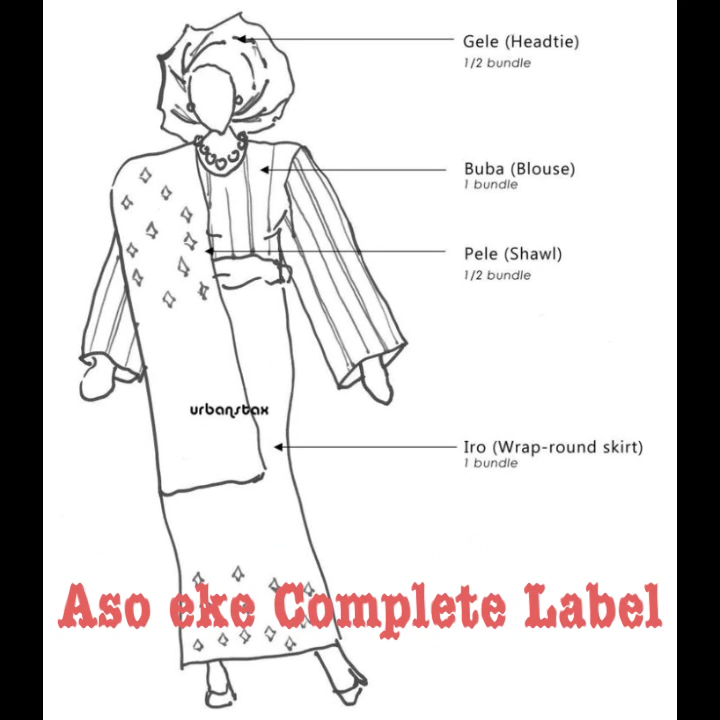 Gele (Headtie)
1/2 bundle
Buba (Blouse)
1 bundle
Pele (Shawl)
1/2 bundle
urbanstax
Iro (Wrap-round skirt)
1 bundle
Aso eke Complete Label